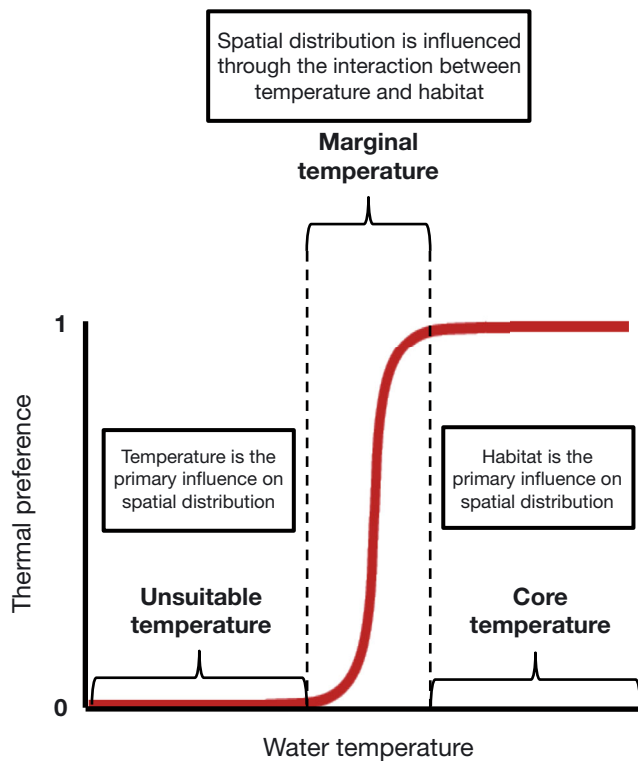 Spatial distribution is influenced
through the interaction between
temperature and habitat
Marginal
temperature
1
Thermal preference
Temperature is the
primary influence on
spatial distribution
Habitat is the
primary influence on
spatial distribution
Unsuitable
temperature
Core
temperature
0
Water temperature